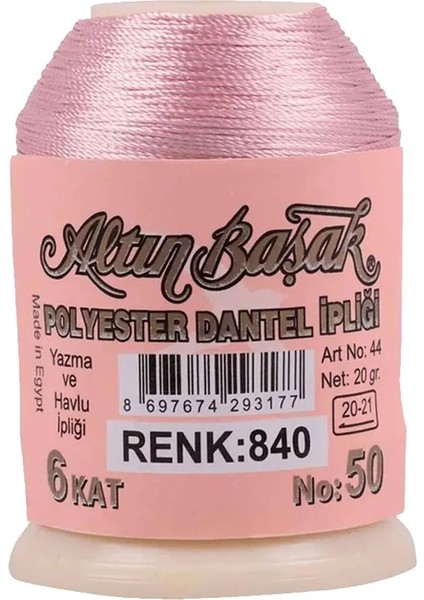 Altın Başak®
POLYESTER DANTEL İPLİĞİ
Made in Egypt
Yazma
ve
Havlu
İpliği
8 697674 293177
Art No: 44
Net: 20 gr.
20-21
RENK:840
6 KAT
No: 50